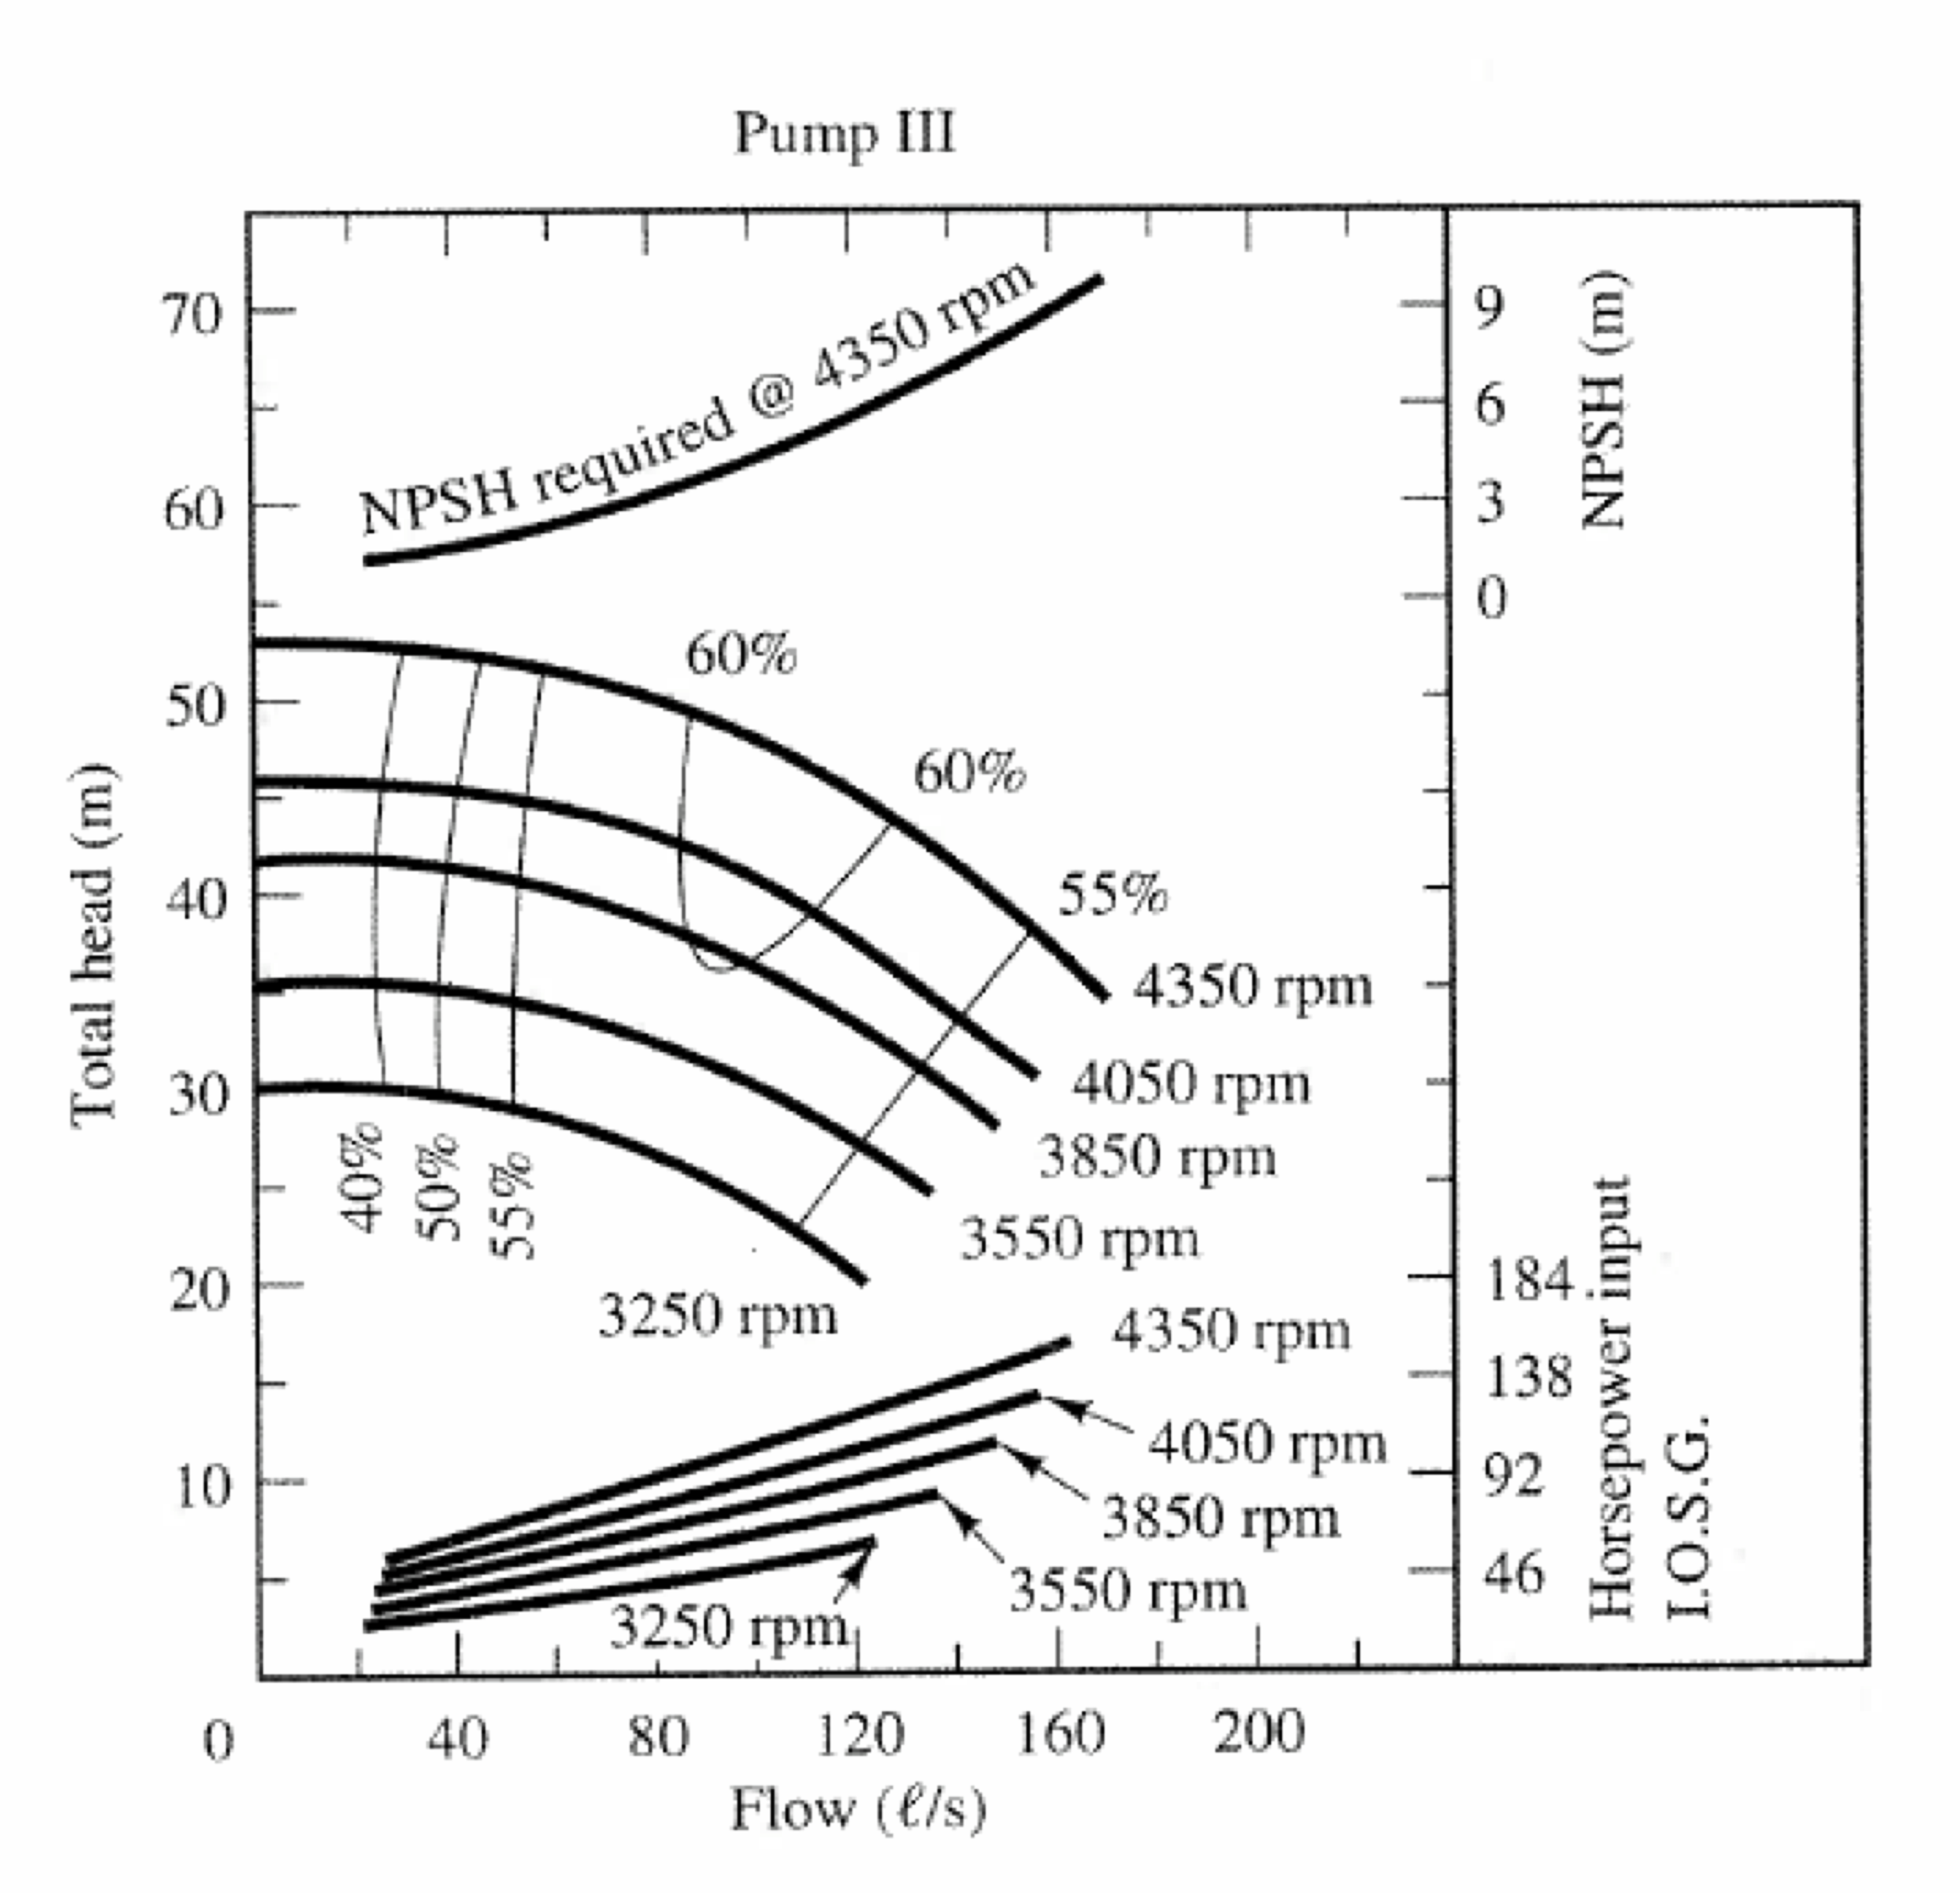 Pump III
70
60
50
40
30
20
10
0
Total head (m)
NPSH required @ 4350 rpm
9
6
3
0
NPSH (m)
60%
60%
55%
4350 rpm
4050 rpm
3850 rpm
3550 rpm
3250 rpm
40%
50%
55%
4350 rpm
4050 rpm
3850 rpm
3550 rpm
3250 rpm
184
138
92
46
Horsepower input
I.O.S.G.
40
80
120
160
200
Flow (ℓ/s)